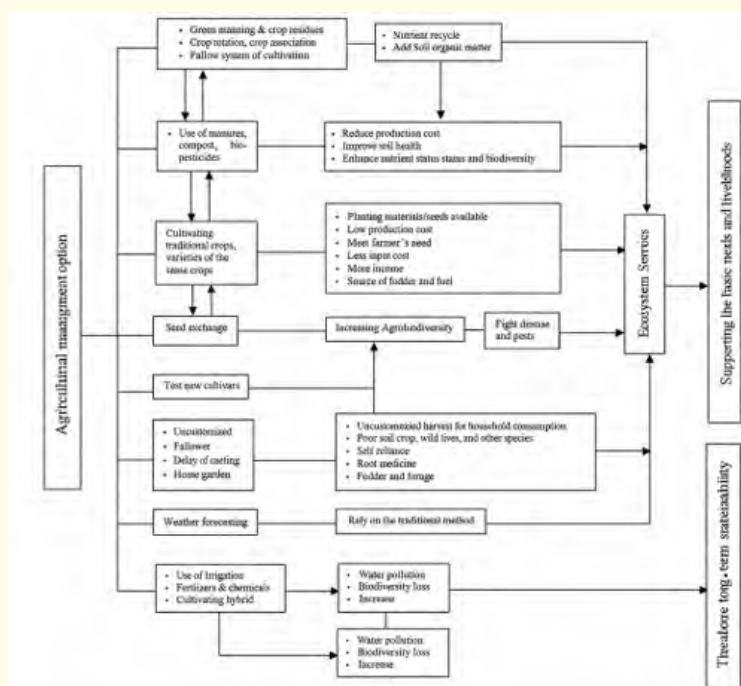 Agricultural mangment option
• Green manning & crop residues
• Crop rotation, crop association
• Fallow system of cultivation
• Nutrient recycle
• Add Soil organic matter
• Use of manures,
compost, bio-
pesticides
• Reduce production cost
• Improve soil health
• Enhance nutrient status status and biodiversity
Cultivating
traditional crops,
varieties of the
same crops
• Planting materials/seeds available
• Low production cost
• Meet farmer's need
• Less input cost
• More income
• Source of fodder and fuel
Seed exchange
Increasing Agrobiodiversity
Fight disease
and pests
Test new cultivars
• Uncustomized
• Fallower
• Delay of casting
• Home garden
• Uncustomized harvest for household consumption
• Poor soil crop, wild lives, and other species
• Self reliance
• Root medicine
• Fodder and forage
Weather forecasting
Rely on the traditional method
• Use of Irrigation
• Fertilizers & chemicals
• Cultivating hybrid
• Water pollution
• Biodiversity loss
• Increase
• Water pollution
• Biodiversity loss
• Increase
Ecosystem
Supporting the basic needs and livelihoods
long-term